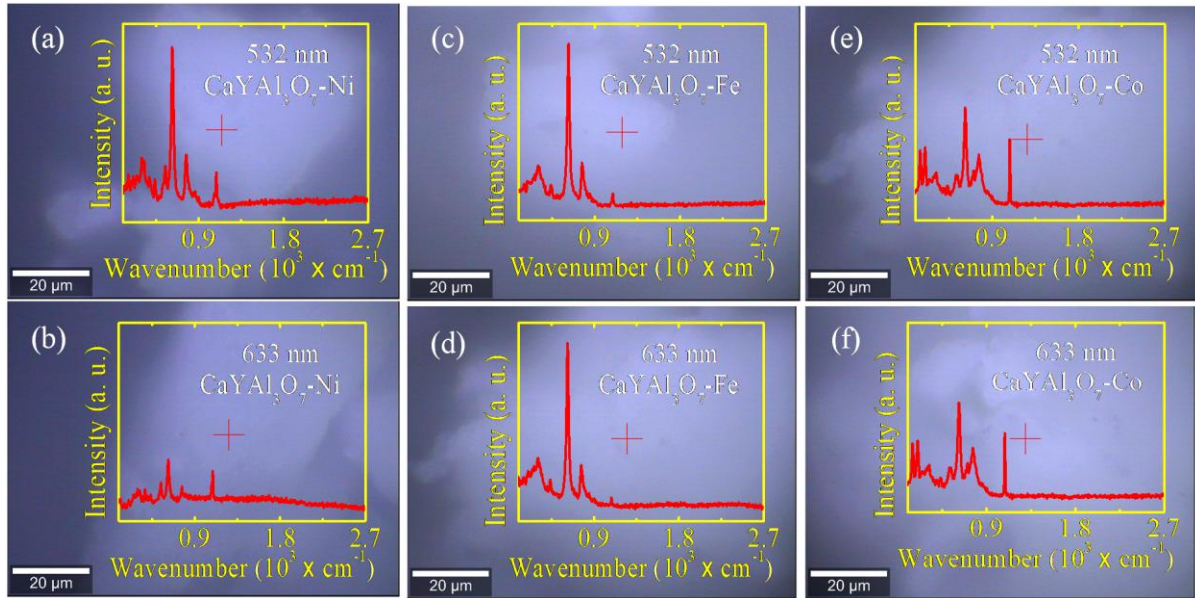 (a)
532 nm
CaYAl₃O₇-Ni
Intensity (a. u.)
0.9 1.8 2.7
Wavenumber (10³ x cm⁻¹)
20 µm
(c)
532 nm
CaYAl₃O₇-Fe
Intensity (a. u.)
0.9 1.8 2.7
Wavenumber (10³ x cm⁻¹)
20 µm
(e)
532 nm
CaYAl₃O₇-Co
Intensity (a. u.)
0.9 1.8 2.7
Wavenumber (10³ x cm⁻¹)
20 µm
(b)
633 nm
CaYAl₃O₇-Ni
Intensity (a. u.)
0.9 1.8 2.7
Wavenumber (10³ x cm⁻¹)
20 µm
(d)
633 nm
CaYAl₃O₇-Fe
Intensity (a. u.)
0.9 1.8 2.7
Wavenumber (10³ x cm⁻¹)
20 µm
(f)
633 nm
CaYAl₃O₇-Co
Intensity (a. u.)
0.9 1.8 2.7
Wavenumber (10³ x cm⁻¹)
20 µm